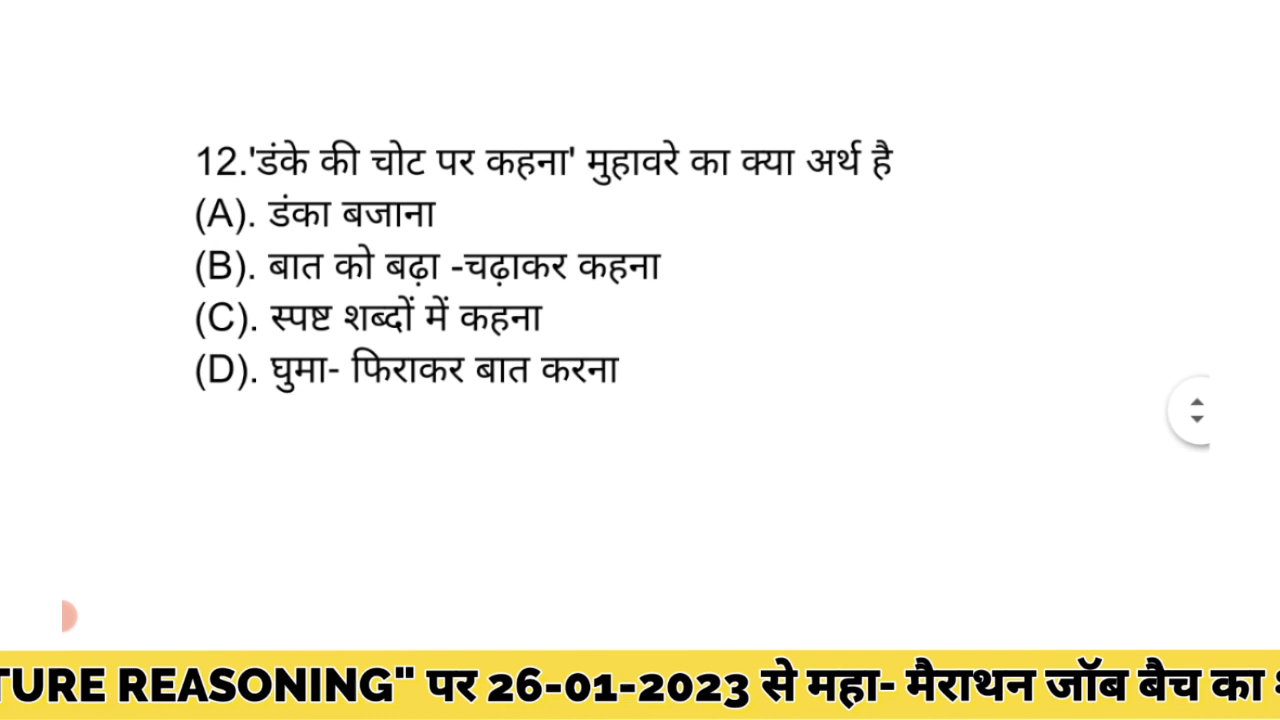 12.'डंके की चोट पर कहना' मुहावरे का क्या अर्थ है
(A). डंका बजाना
(B). बात को बढ़ा -चढ़ाकर कहना
(C). स्पष्ट शब्दों में कहना
(D). घुमा- फिराकर बात करना
REASONING" पर 26-01-2023 से महा- मैराथन जॉब बैच का